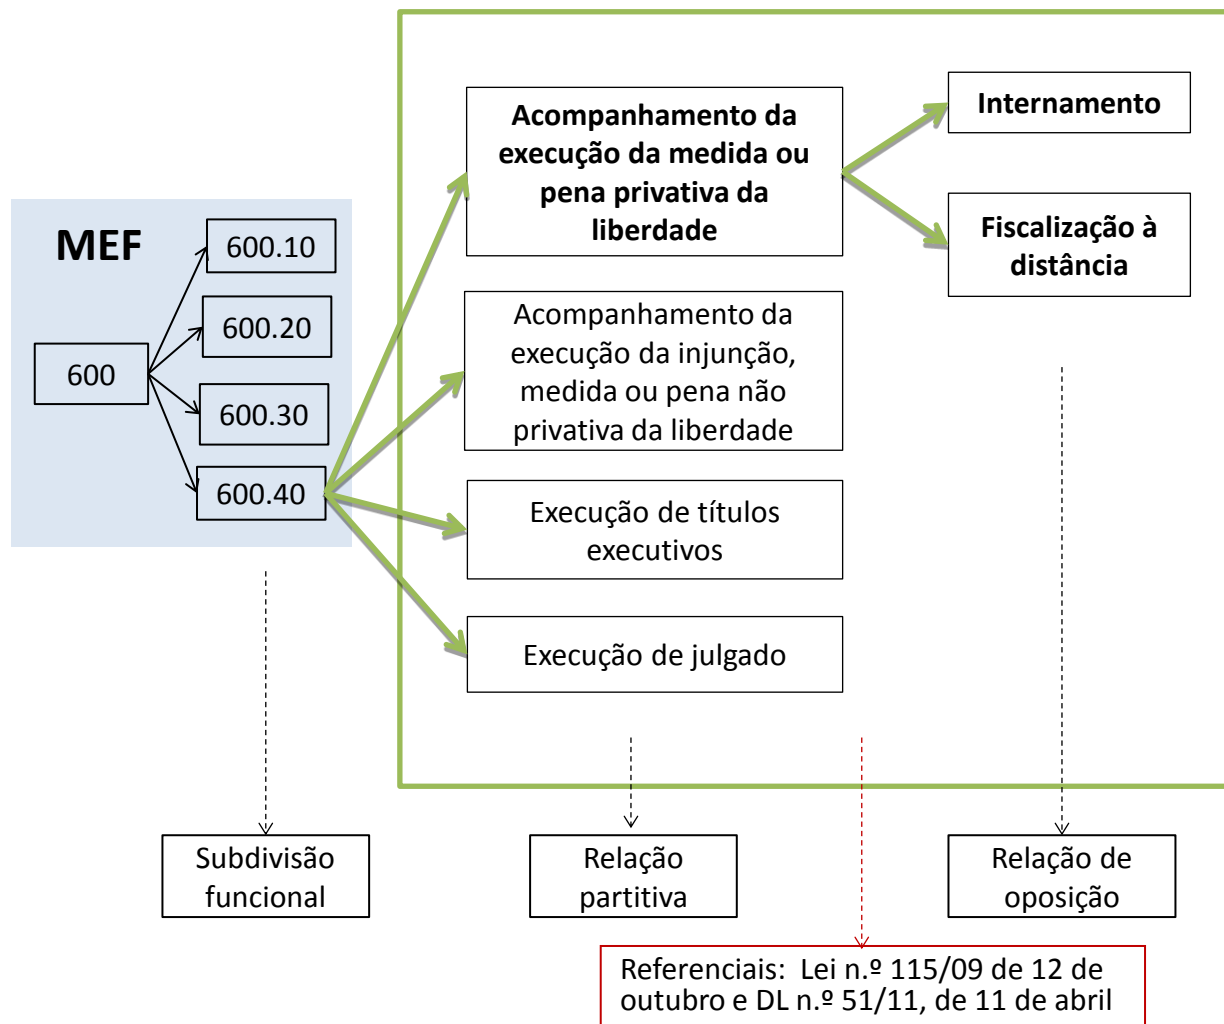 MEF
600
600.10
600.20
600.30
600.40
Acompanhamento da
execução da medida ou
pena privativa da
liberdade
Acompanhamento da
execução da injunção,
medida ou pena não
privativa da liberdade
Execução de títulos
executivos
Execução de julgado
Internamento
Fiscalização à
distância
Subdivisão
funcional
Relação
partitiva
Relação de
oposição
Referenciais: Lei n.º 115/09 de 12 de
outubro e DL n.º 51/11, de 11 de abril